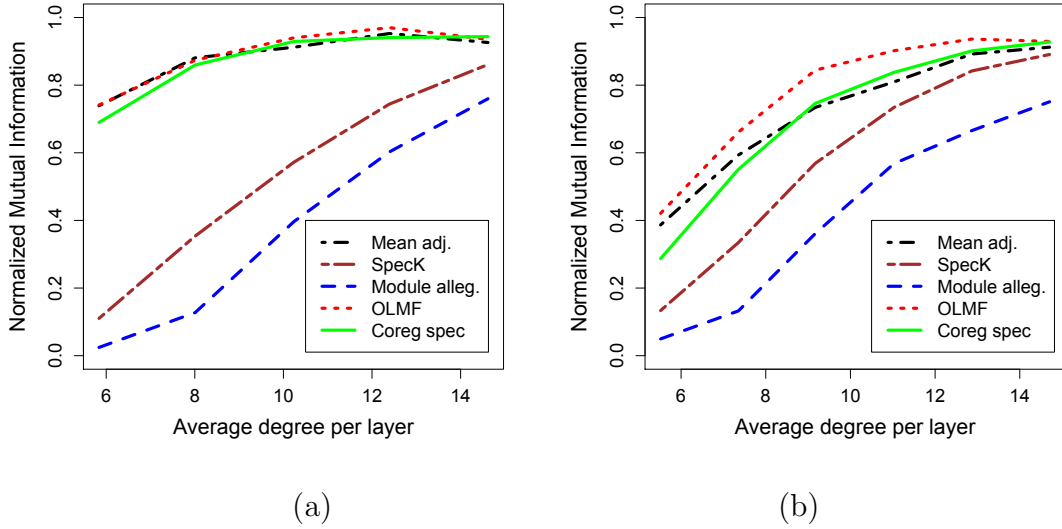 Normalized Mutual Information
0.0 0.2 0.4 0.6 0.8 1.0
Mean adj.
SpecK
Module alleg.
OLMF
Coreg spec
6 8 10 12 14
Average degree per layer
(a)
Normalized Mutual Information
0.0 0.2 0.4 0.6 0.8 1.0
Mean adj.
SpecK
Module alleg.
OLMF
Coreg spec
6 8 10 12 14
Average degree per layer
(b)